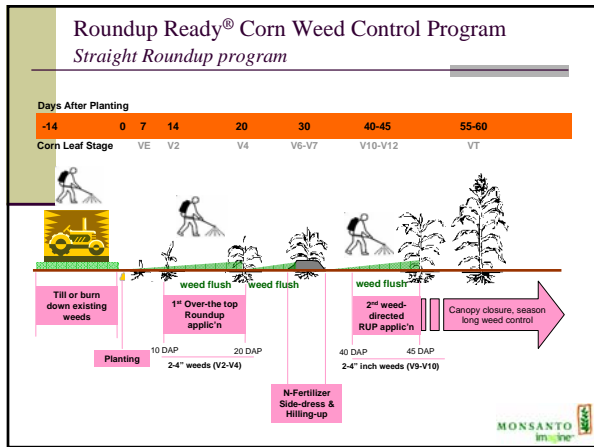 Roundup Ready® Corn Weed Control Program
Straight Roundup program
Days After Planting
-14 0 7 14 20 30 40-45 55-60
Corn Leaf Stage VE V2 V4 V6-V7 V10-V12 VT
weed flush weed flush weed flush
Till or burn
down existing
weeds
1st Over-the top
Roundup
applic'n
2nd weed-
directed
RUP applic'n
Canopy closure, season
long weed control
Planting
10 DAP 20 DAP 40 DAP 45 DAP
2-4" weeds (V2-V4)
2-4" inch weeds (V9-V10)
N-Fertilizer
Side-dress &
Hilling-up
MONSANTO
imagine™